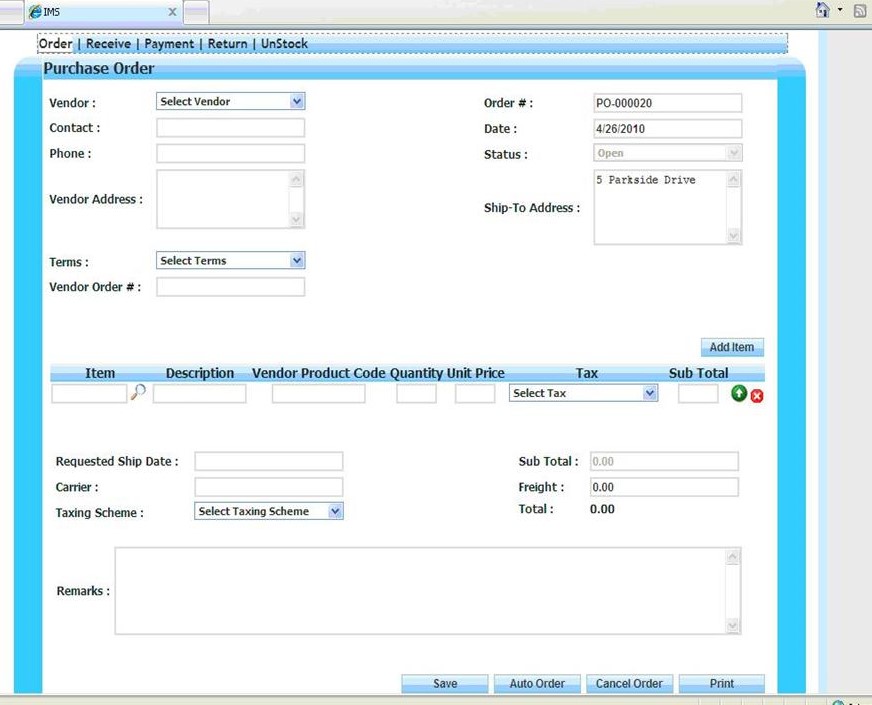 IMS X
Order | Receive | Payment | Return | UnStock
Purchase Order
Vendor : Select Vendor
Order # : PO-000020
Contact :
Date : 4/26/2010
Phone :
Status : Open
Vendor Address :
Ship-To Address : 5 Parkside Drive
Terms : Select Terms
Vendor Order # :
Add Item
Item Description Vendor Product Code Quantity Unit Price Tax Sub Total
Select Tax
Requested Ship Date :
Sub Total : 0.00
Carrier :
Freight : 0.00
Taxing Scheme : Select Taxing Scheme
Total : 0.00
Remarks :
Save Auto Order Cancel Order Print